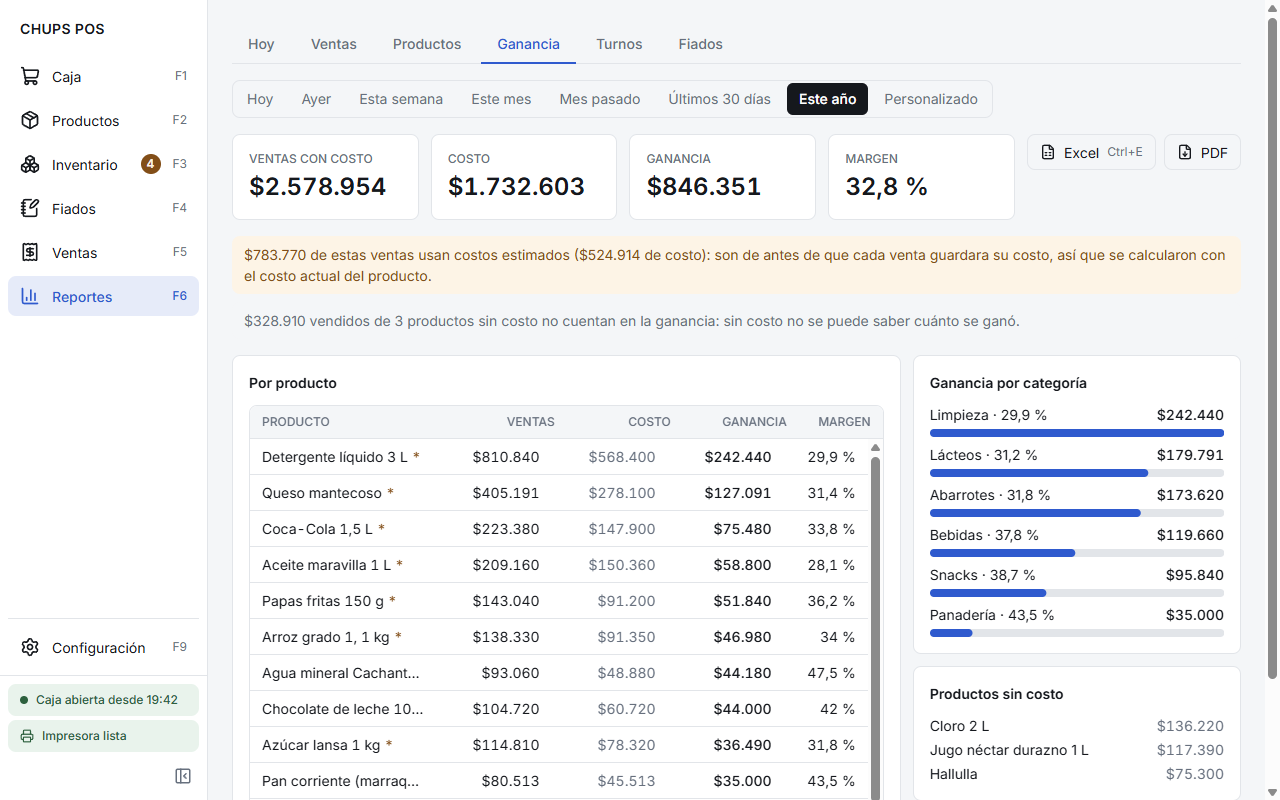 CHUPS POS
Caja F1
Productos F2
Inventario 4 F3
Fiados F4
Ventas F5
Reportes F6
Configuración F9
Caja abierta desde 19:42
Impresora lista
Hoy Ventas Productos Ganancia Turnos Fiados
Hoy Ayer Esta semana Este mes Mes pasado Últimos 30 días Este año Personalizado
VENTAS CON COSTO
$2.578.954
COSTO
$1.732.603
GANANCIA
$846.351
MARGEN
32,8 %
Excel Ctrl+E
PDF
$783.770 de estas ventas usan costos estimados ($524.914 de costo): son de antes de que cada venta guardara su costo, así que se calcularon con
el costo actual del producto.
$328.910 vendidos de 3 productos sin costo no cuentan en la ganancia: sin costo no se puede saber cuánto se ganó.
Por producto
PRODUCTO VENTAS COSTO GANANCIA MARGEN
Detergente líquido 3 L * $810.840 $568.400 $242.440 29,9 %
Queso mantecoso * $405.191 $278.100 $127.091 31,4 %
Coca-Cola 1,5 L * $223.380 $147.900 $75.480 33,8 %
Aceite maravilla 1 L * $209.160 $150.360 $58.800 28,1 %
Papas fritas 150 g * $143.040 $91.200 $51.840 36,2 %
Arroz grado 1, 1 kg * $138.330 $91.350 $46.980 34 %
Agua mineral Cachant... $93.060 $48.880 $44.180 47,5 %
Chocolate de leche 10... $104.720 $60.720 $44.000 42 %
Azúcar Iansa 1 kg * $114.810 $78.320 $36.490 31,8 %
Pan corriente (marraq... $80.513 $45.513 $35.000 43,5 %
Ganancia por categoría
Limpieza · 29,9 % $242.440
Lácteos · 31,2 % $179.791
Abarrotes · 31,8 % $173.620
Bebidas · 37,8 % $119.660
Snacks · 38,7 % $95.840
Panadería · 43,5 % $35.000
Productos sin costo
Cloro 2 L $136.220
Jugo néctar durazno 1 L $117.390
Hallulla $75.300